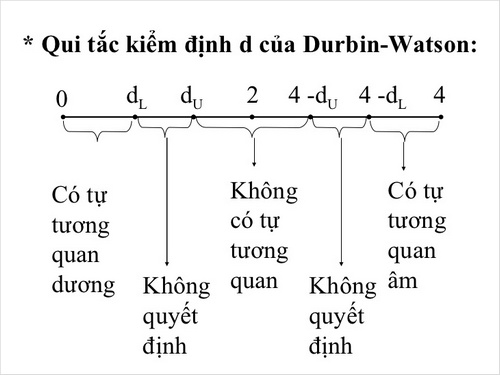 * Qui tắc kiểm định d của Durbin-Watson:
0 dL dU 2 4 -dU 4 -dL 4
Có tự
tương
quan
dương
Không
quyết
định
Không
có tự
tương
quan
Không
quyết
định
Có tự
tương
quan
âm